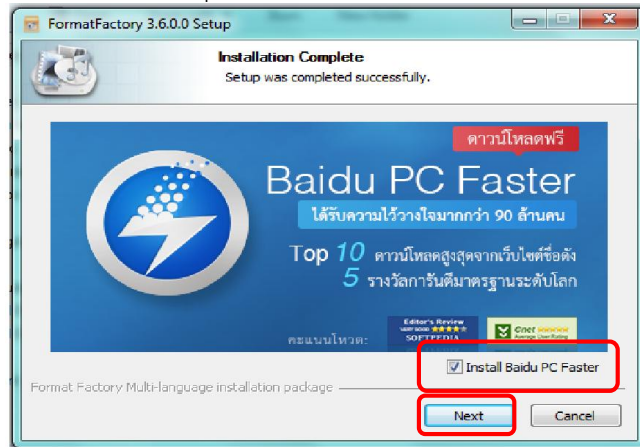 FormatFactory 3.6.0.0 Setup
Installation Complete
Setup was completed successfully.
ดาวน์โหลดฟรี
Baidu PC Faster
ได้รับความไว้วางใจมากกว่า 90 ล้านคน
Top 10 ดาวน์โหลดสูงสุดจากเว็บไซต์ชื่อดัง
5 รางวัลการันตีมาตรฐานระดับโลก
คะแนนโหวต:
Editor's Review
SOFTPEDIA
cnet
Average User Rating
Install Baidu PC Faster
Format Factory Multi-language installation package
Next
Cancel